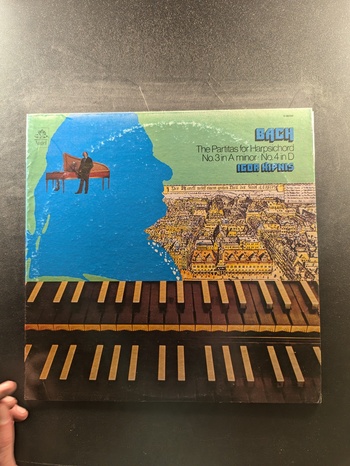 BACH
The Partitas for Harpsichord
No. 3 in A minor · No. 4 in D
IGOR KIPNIS